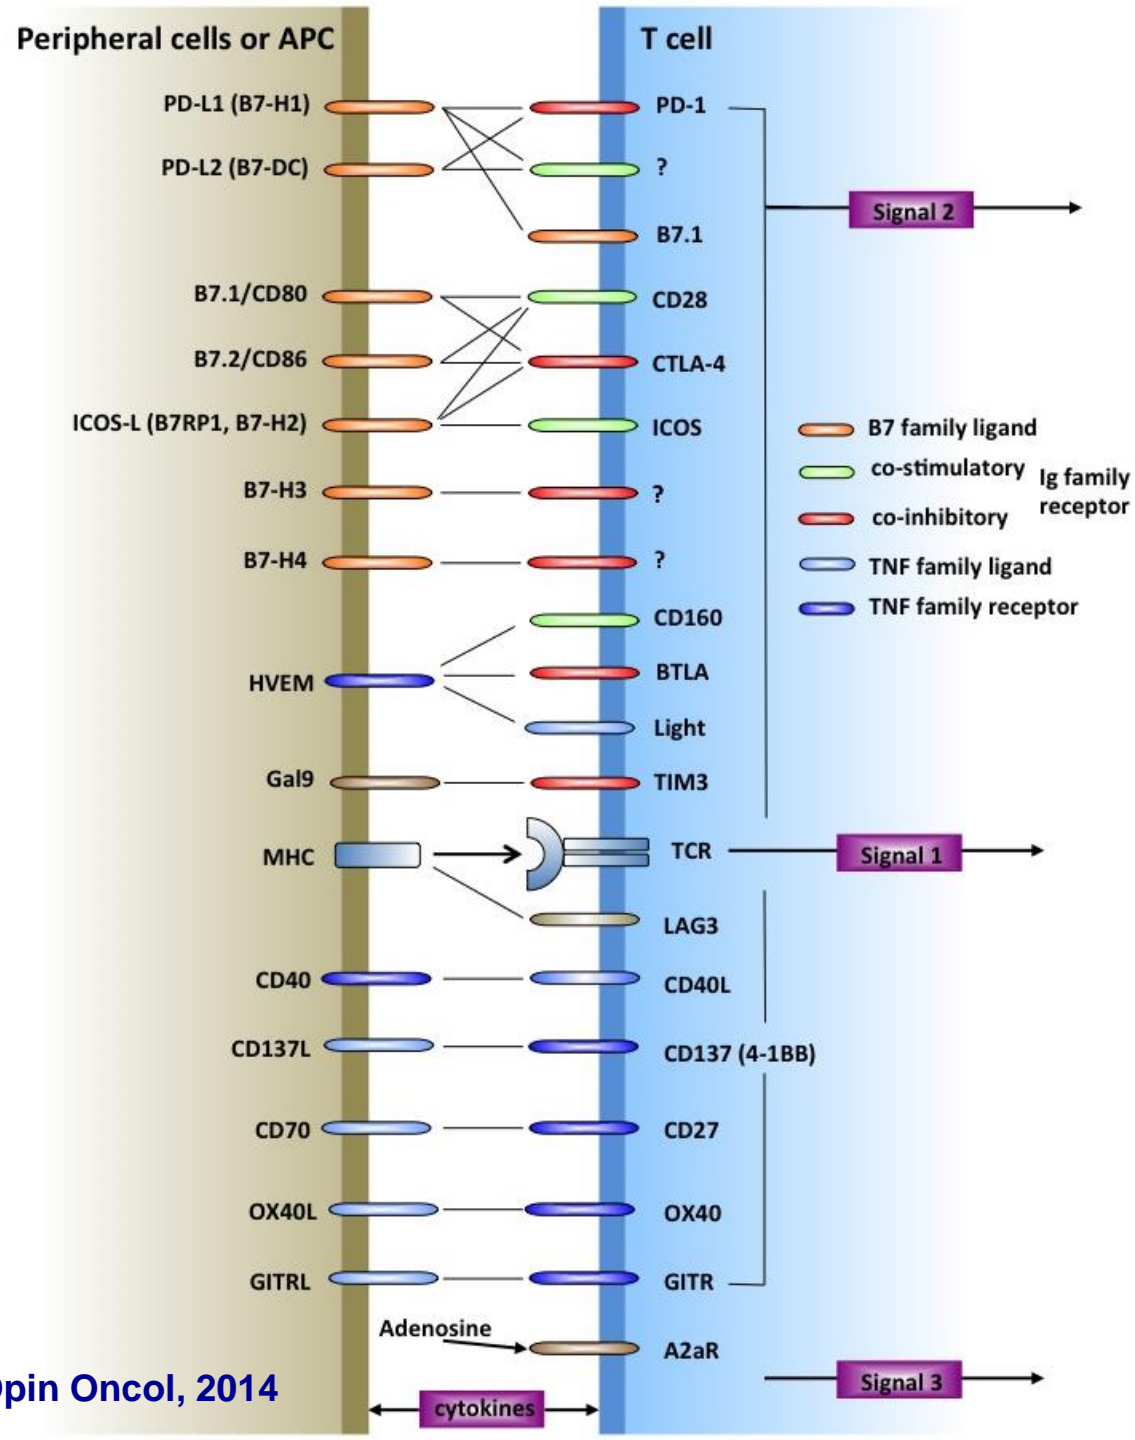 Peripheral cells or APC
T cell
PD-L1 (B7-H1)
PD-1
PD-L2 (B7-DC)
?
Signal 2
B7.1
B7.1/CD80
CD28
B7.2/CD86
CTLA-4
ICOS-L (B7RP1, B7-H2)
ICOS
B7 family ligand
co-stimulatory
Ig family
receptor
co-inhibitory
TNF family ligand
TNF family receptor
B7-H3
?
B7-H4
?
CD160
HVEM
BTLA
Light
Gal9
TIM3
MHC
TCR
Signal 1
LAG3
CD40
CD40L
CD137L
CD137 (4-1BB)
CD70
CD27
OX40L
OX40
GITRL
GITR
Adenosine
A2aR
Signal 3
Opin Oncol, 2014
cytokines